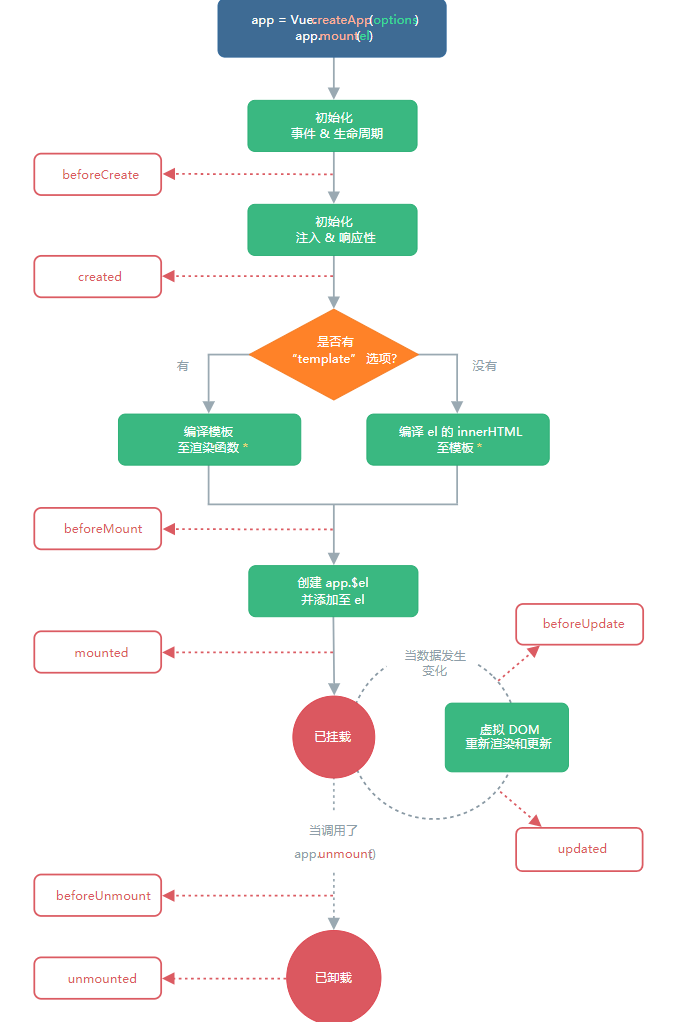 app = Vue.createApp(options)
app.mount(el)
初始化
事件 & 生命周期
beforeCreate
初始化
注入 & 响应性
created
是否有
“template” 选项?
有
没有
编译模板
至渲染函数 *
编译 el 的 innerHTML
至模板 *
beforeMount
创建 app.$el
并添加至 el
beforeUpdate
mounted
当数据发生
变化
已挂载
虚拟 DOM
重新渲染和更新
当调用了
app.unmount()
updated
beforeUnmount
unmounted
已卸载